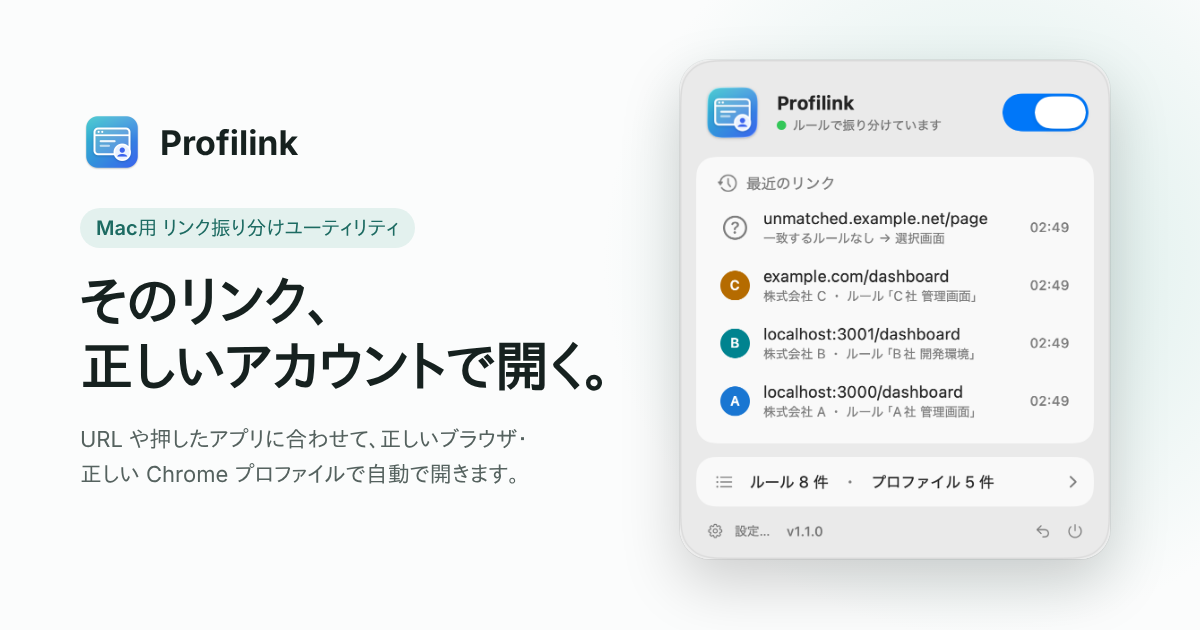 Profilink
Mac用 リンク振り分けユーティリティ
そのリンク、
正しいアカウントで開く。
URL や押したアプリに合わせて、正しいブラウザ・
正しい Chrome プロファイルで自動で開きます。
Profilink
ルールで振り分けています
最近のリンク
?
unmatched.example.net/page
一致するルールなし → 選択画面
02:49
C
example.com/dashboard
株式会社 C ・ ルール「C社 管理画面」
02:49
B
localhost:3001/dashboard
株式会社 B ・ ルール「B社 開発環境」
02:49
A
localhost:3000/dashboard
株式会社 A ・ ルール「A社 管理画面」
02:49
ルール 8 件 ・ プロファイル 5 件
設定... v1.1.0